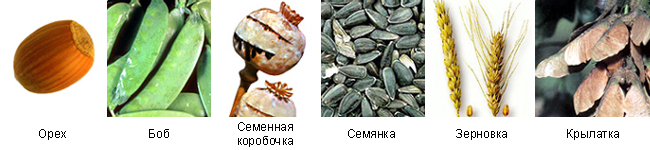 Орех
Боб
Семенная
коробочка
Семянка
Зерновка
Крылатка